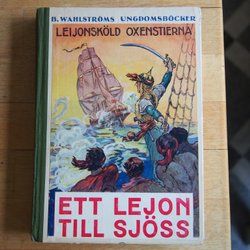 B. WAHLSTRÖMS UNGDOMSBÖCKER
LEIJONSKÖLD OXENSTIERNA
ETT LEJON
TILL SJÖSS